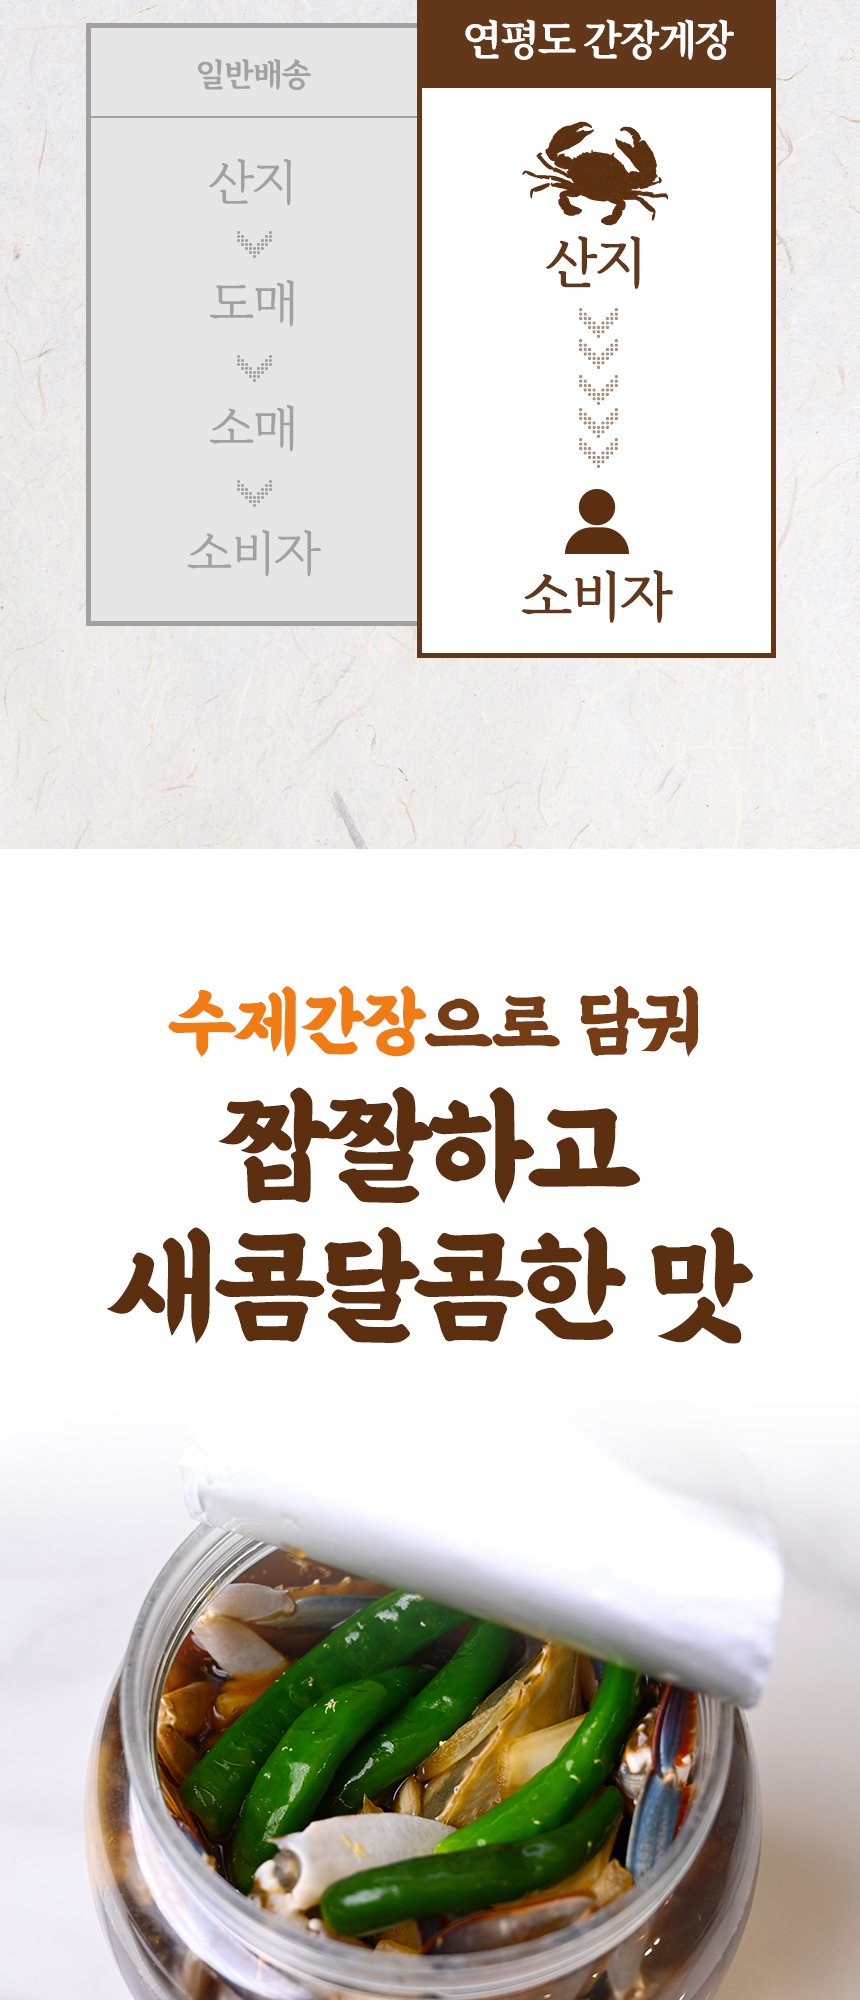 일반배송
산지
도매
소매
소비자
연평도 간장게장
산지
소비자
수제간장으로 담궈
짭짤하고
새콤달콤한 맛